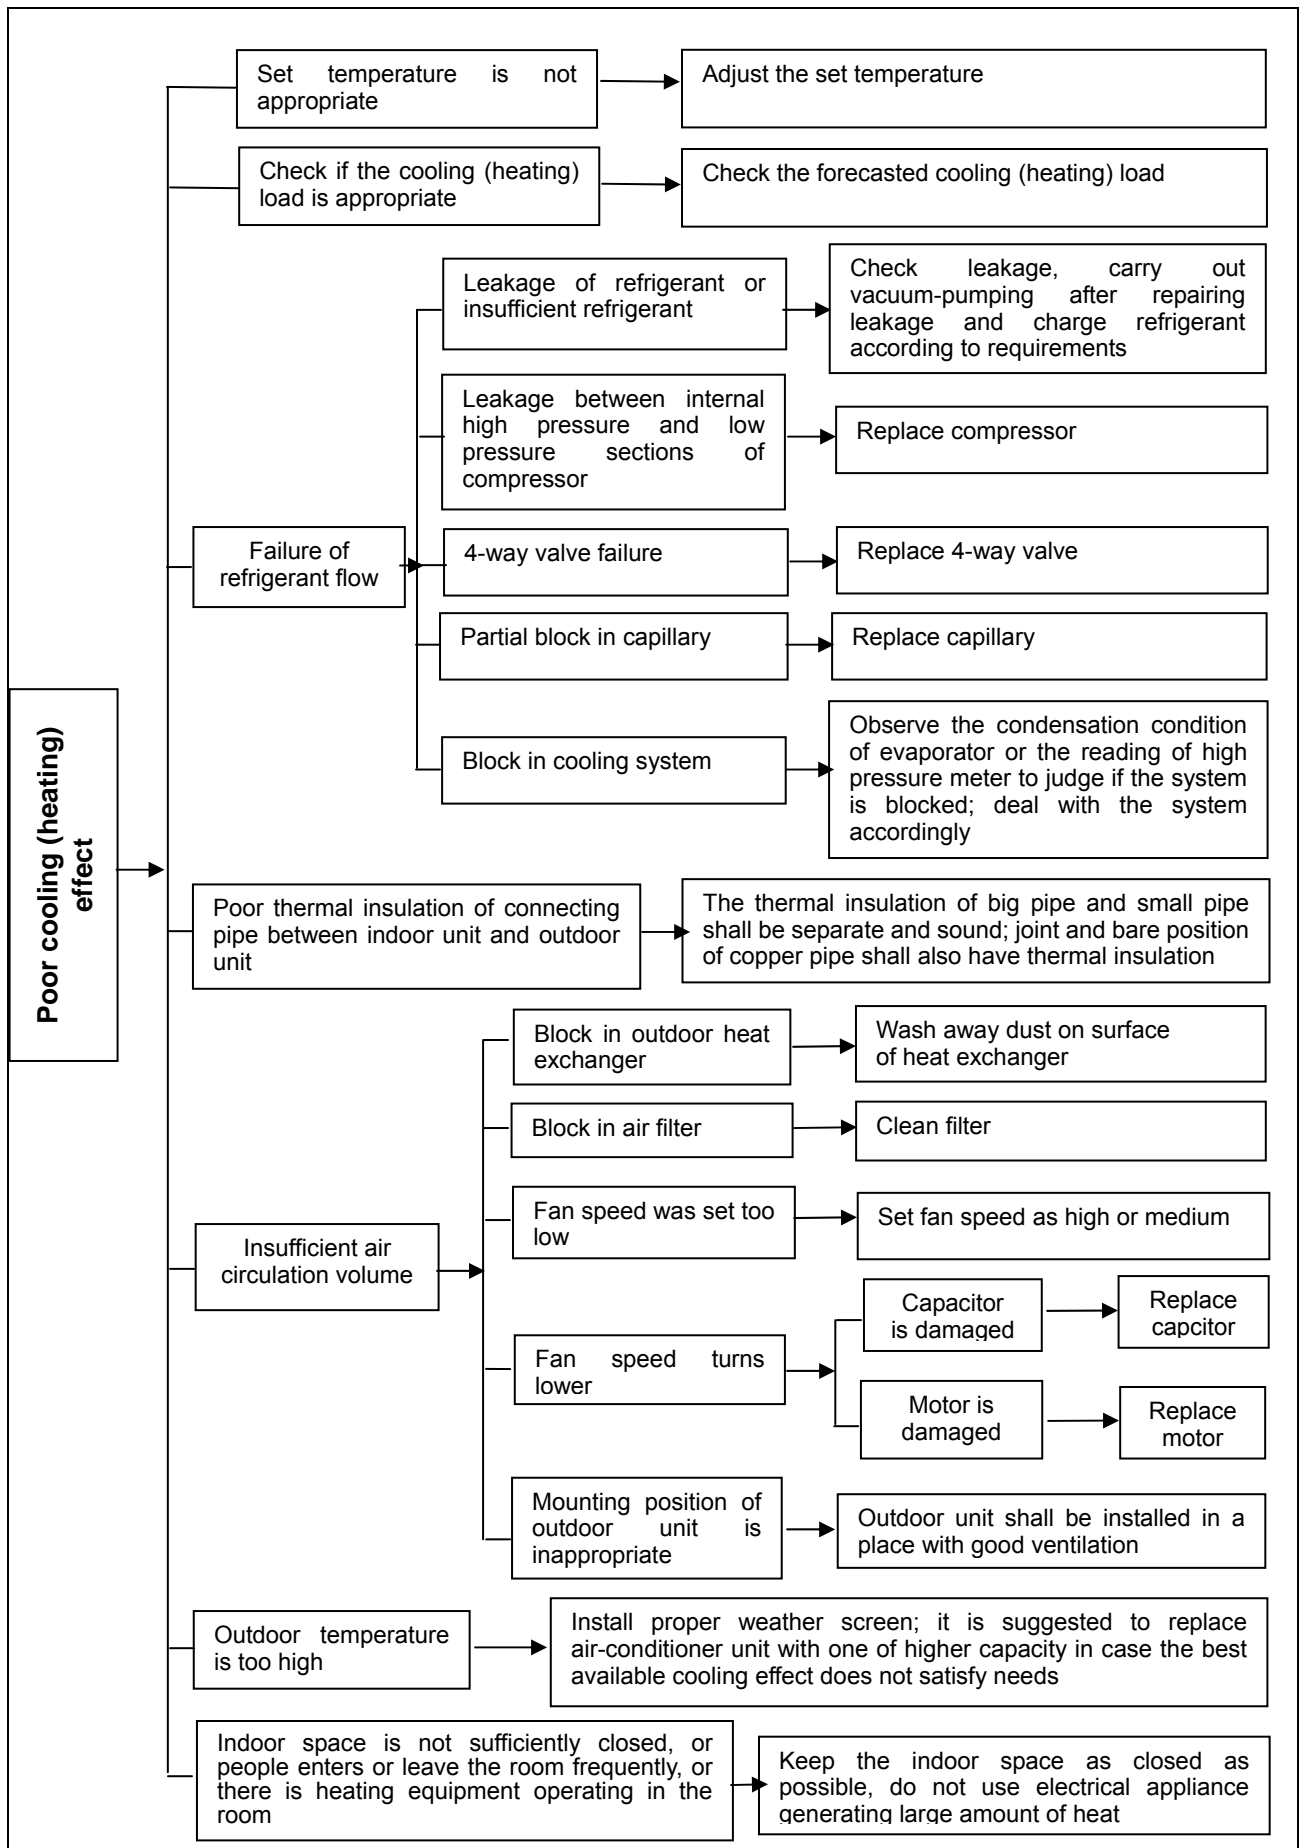 Set temperature is not
appropriate
Adjust the set temperature
Check if the cooling (heating)
load is appropriate
Check the forecasted cooling (heating) load
Leakage of refrigerant or
insufficient refrigerant
Check leakage, carry out
vacuum-pumping after repairing
leakage and charge refrigerant
according to requirements
Leakage between internal
high pressure and low
pressure sections of
compressor
Replace compressor
Failure of
refrigerant flow
4-way valve failure
Replace 4-way valve
Partial block in capillary
Replace capillary
Block in cooling system
Observe the condensation condition
of evaporator or the reading of high
pressure meter to judge if the system
is blocked; deal with the system
accordingly
Poor cooling (heating)
effect
Poor thermal insulation of connecting
pipe between indoor unit and outdoor
unit
The thermal insulation of big pipe and small pipe
shall be separate and sound; joint and bare position
of copper pipe shall also have thermal insulation
Block in outdoor heat
exchanger
Wash away dust on surface
of heat exchanger
Block in air filter
Clean filter
Fan speed was set too
low
Set fan speed as high or medium
Insufficient air
circulation volume
Fan speed turns
lower
Capacitor
is damaged
Replace
capcitor
Motor is
damaged
Replace
motor
Mounting position of
outdoor unit is
inappropriate
Outdoor unit shall be installed in a
place with good ventilation
Outdoor temperature
is too high
Install proper weather screen; it is suggested to replace
air-conditioner unit with one of higher capacity in case the best
available cooling effect does not satisfy needs
Indoor space is not sufficiently closed, or
people enters or leave the room frequently, or
there is heating equipment operating in the
room
Keep the indoor space as closed as
possible, do not use electrical appliance
generating large amount of heat